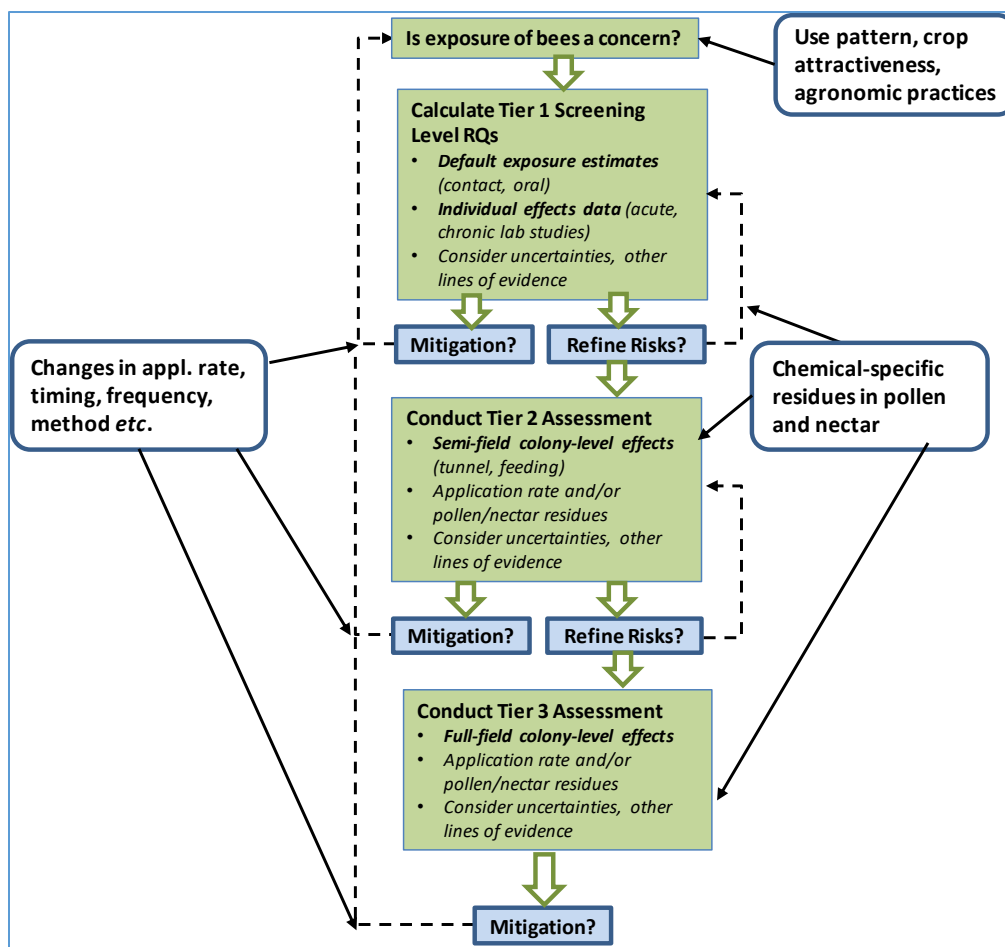 Is exposure of bees a concern?
Use pattern, crop
attractiveness,
agronomic practices
Calculate Tier 1 Screening
Level RQs
• Default exposure estimates
(contact, oral)
• Individual effects data (acute,
chronic lab studies)
• Consider uncertainties, other
lines of evidence
Mitigation?
Refine Risks?
Changes in appl. rate,
timing, frequency,
method etc.
Chemical-specific
residues in pollen
and nectar
Conduct Tier 2 Assessment
• Semi-field colony-level effects
(tunnel, feeding)
• Application rate and/or
pollen/nectar residues
• Consider uncertainties, other
lines of evidence
Mitigation?
Refine Risks?
Conduct Tier 3 Assessment
• Full-field colony-level effects
• Application rate and/or
pollen/nectar residues
• Consider uncertainties, other
lines of evidence
Mitigation?